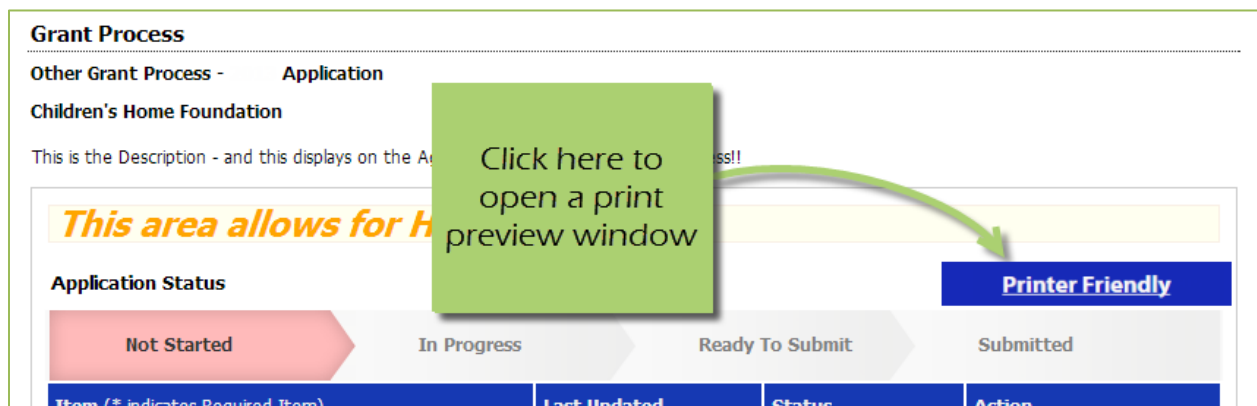 Grant Process
Other Grant Process - Application
Children's Home Foundation
This is the Description - and this displays on the
Click here to
open a print
preview window
This area allows for
Application Status
Printer Friendly
Not Started
In Progress
Ready To Submit
Submitted
Item (* indicates Required Item)
Last Updated
Status
Action